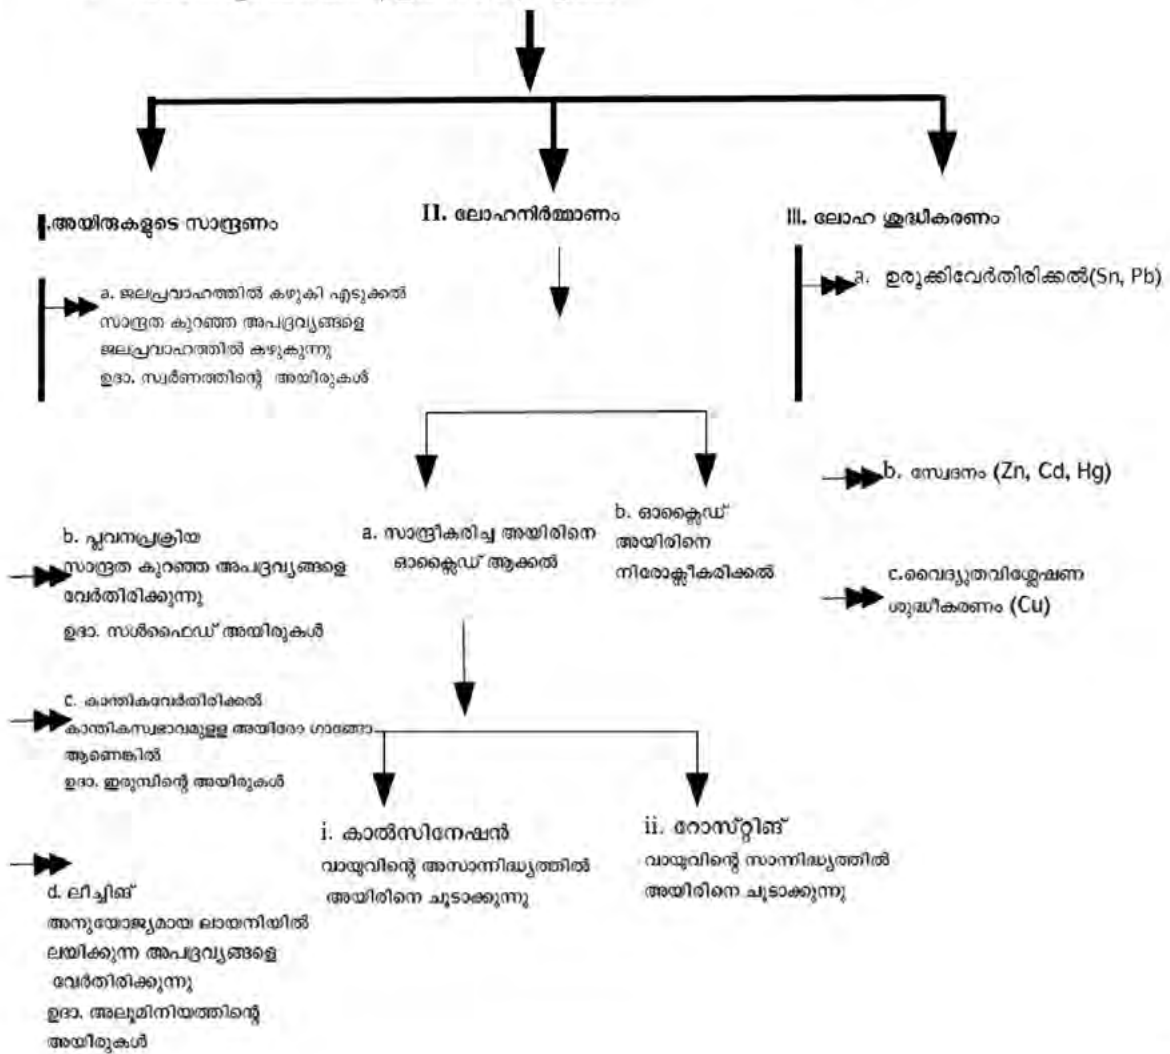 .അയിരുകളുടെ സാന്ദ്രണം
a. ജലപ്രവാഹത്തിൽ കഴുകി എടുക്കൽ
സാന്ദ്രത കുറഞ്ഞ അപദ്രവ്യങ്ങളെ
ജലപ്രവാഹത്തിൽ കഴുകുന്നു
ഉദാ. സ്വർണത്തിന്റെ അയിരുകൾ
b. പ്ലവനപ്രക്രിയ
സാന്ദ്രത കുറഞ്ഞ അപദ്രവ്യങ്ങളെ
വേർതിരിക്കുന്നു
ഉദാ. സൾഫൈഡ് അയിരുകൾ
c. കാന്തികവേർതിരിക്കൽ
കാന്തികസ്വഭാവമുളള അയിരോ ഗാങ്ങോ
ആണെങ്കിൽ
ഉദാ. ഇരുമ്പിന്റെ അയിരുകൾ
d. ലീച്ചിങ്
അനുയോജ്യമായ ലായനിയിൽ
ലയിക്കുന്ന അപദ്രവ്യങ്ങളെ
വേർതിരിക്കുന്നു
ഉദാ. അലൂമിനിയത്തിന്റെ
അയീരുകൾ
II. ലോഹനിർമ്മാണം
a. സാന്ദ്രീകരിച്ച അയിരിനെ
ഓക്സൈഡ് ആക്കൽ
b. ഓക്സൈഡ്
അയിരിനെ
നിരോക്സീകരിക്കൽ
i. കാൽസിനേഷൻ
വായുവിന്റെ അസാന്നിദ്ധ്യത്തിൽ
അയിരിനെ ചൂടാക്കുന്നു
ii. റോസ്റ്റിങ്
വായുവിന്റെ സാന്നിദ്ധ്യത്തിൽ
അയിരിനെ ചൂടാക്കുന്നു
III. ലോഹ ശുദ്ധീകരണം
a. ഉരുക്കിവേർതിരിക്കൽ(Sn, Pb)
b. സ്വേദനം (Zn, Cd, Hg)
c.വൈദ്യുതവിശ്ലേഷണ
ശുദ്ധീകരണം (Cu)